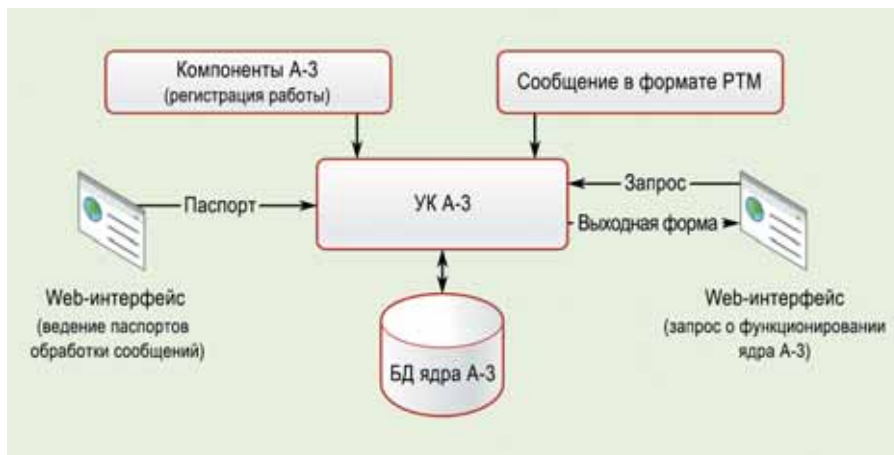 Компоненты А-3
(регистрация работы)
Сообщение в формате РТМ
Паспорт
УК А-3
Запрос
Выходная форма
Web-интерфейс
(ведение паспортов
обработки сообщений)
Web-интерфейс
(запрос о функционировании
ядра А-3)
БД ядра А-3